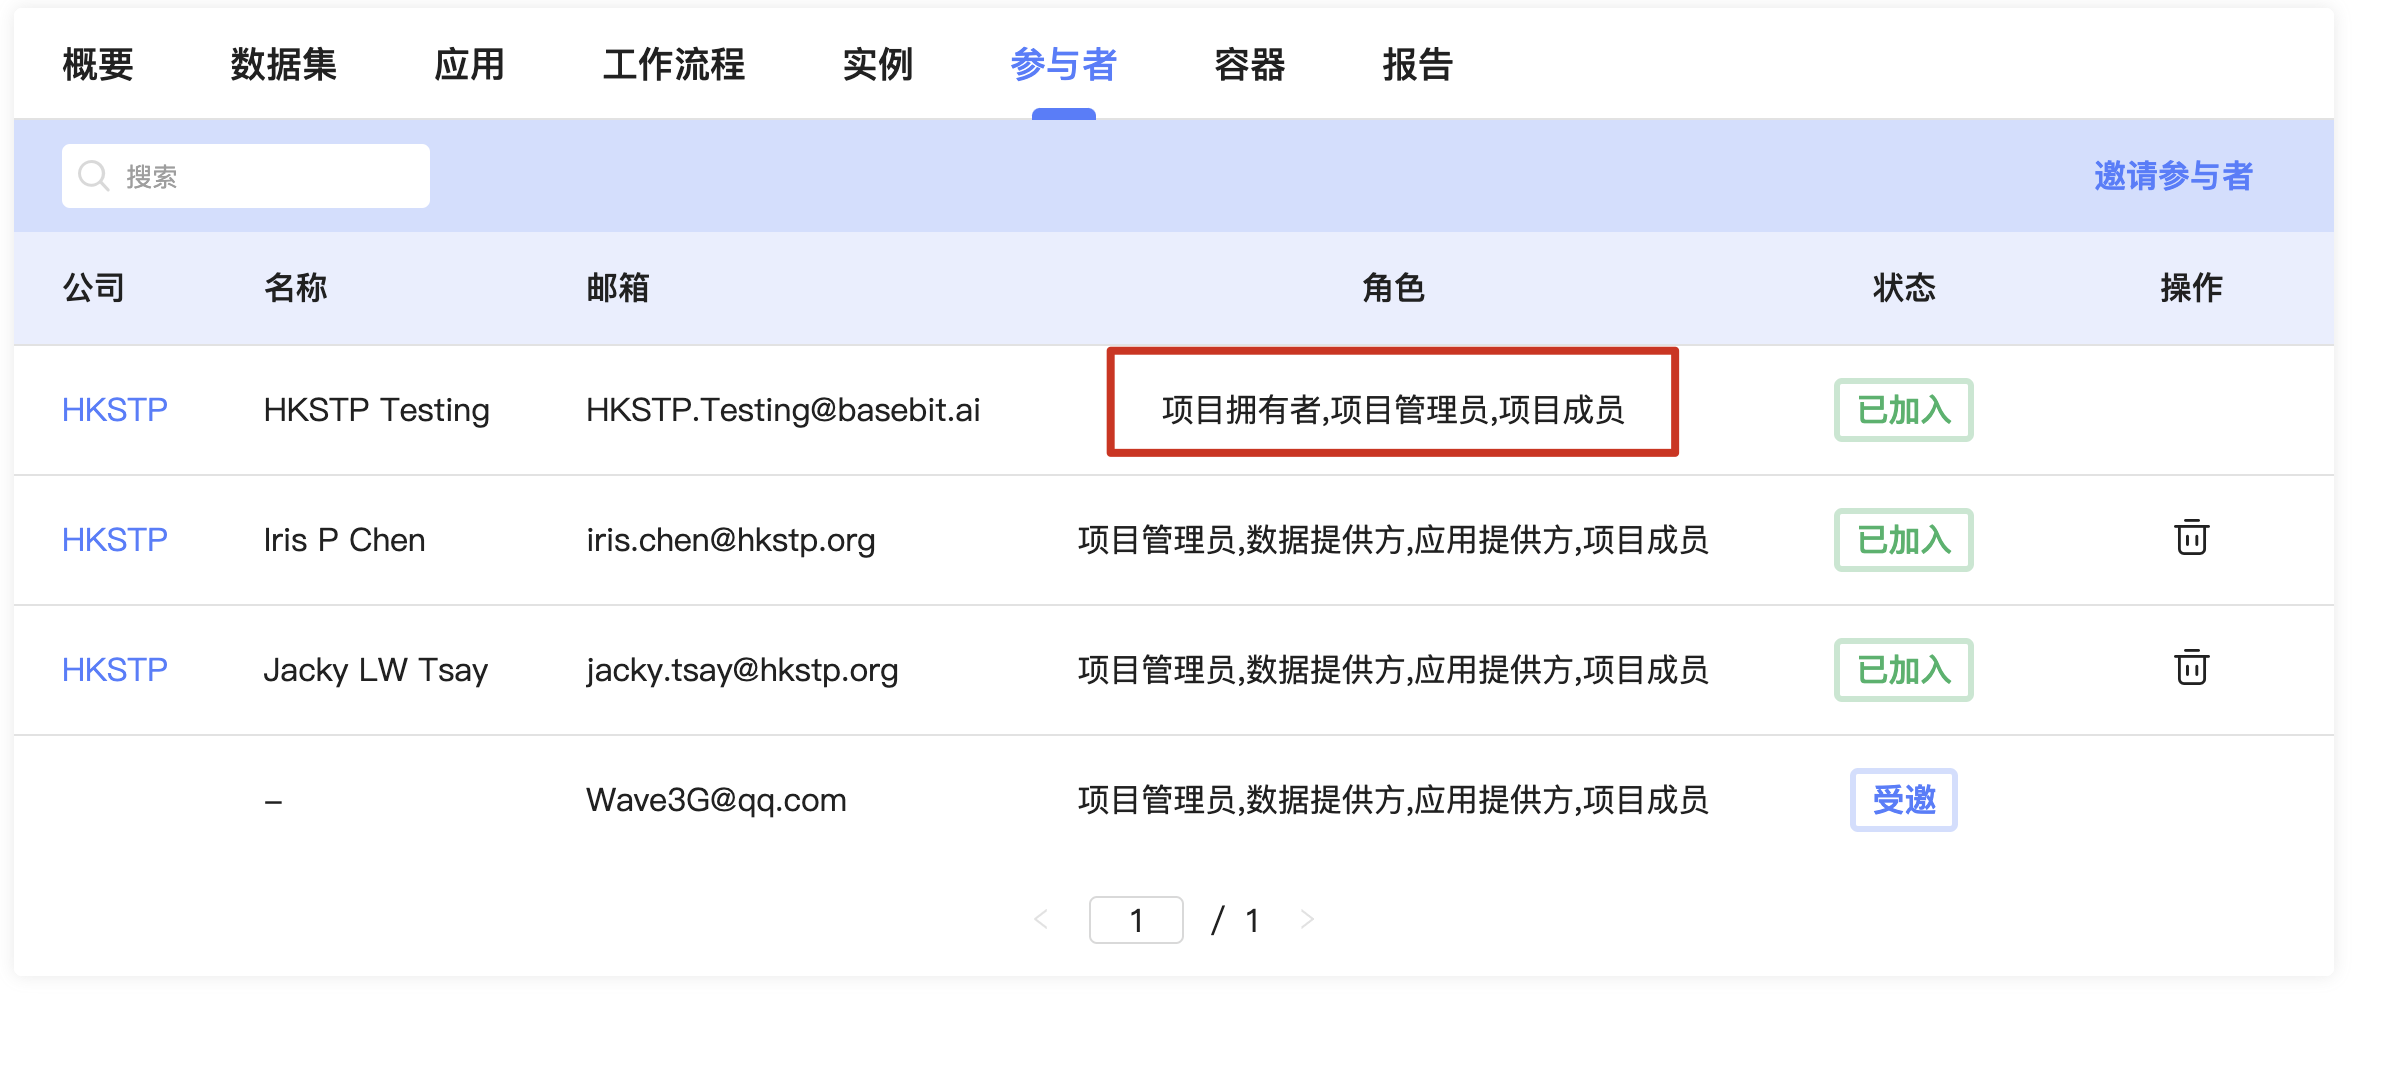 概要 数据集 应用 工作流程 实例 参与者 容器 报告
搜索 邀请参与者
公司 名称 邮箱 角色 状态 操作
HKSTP HKSTP Testing HKSTP.Testing@basebit.ai 项目拥有者,项目管理员,项目成员 已加入
HKSTP Iris P Chen iris.chen@hkstp.org 项目管理员,数据提供方,应用提供方,项目成员 已加入
HKSTP Jacky LW Tsay jacky.tsay@hkstp.org 项目管理员,数据提供方,应用提供方,项目成员 已加入
– Wave3G@qq.com 项目管理员,数据提供方,应用提供方,项目成员 受邀
< 1 / 1 >